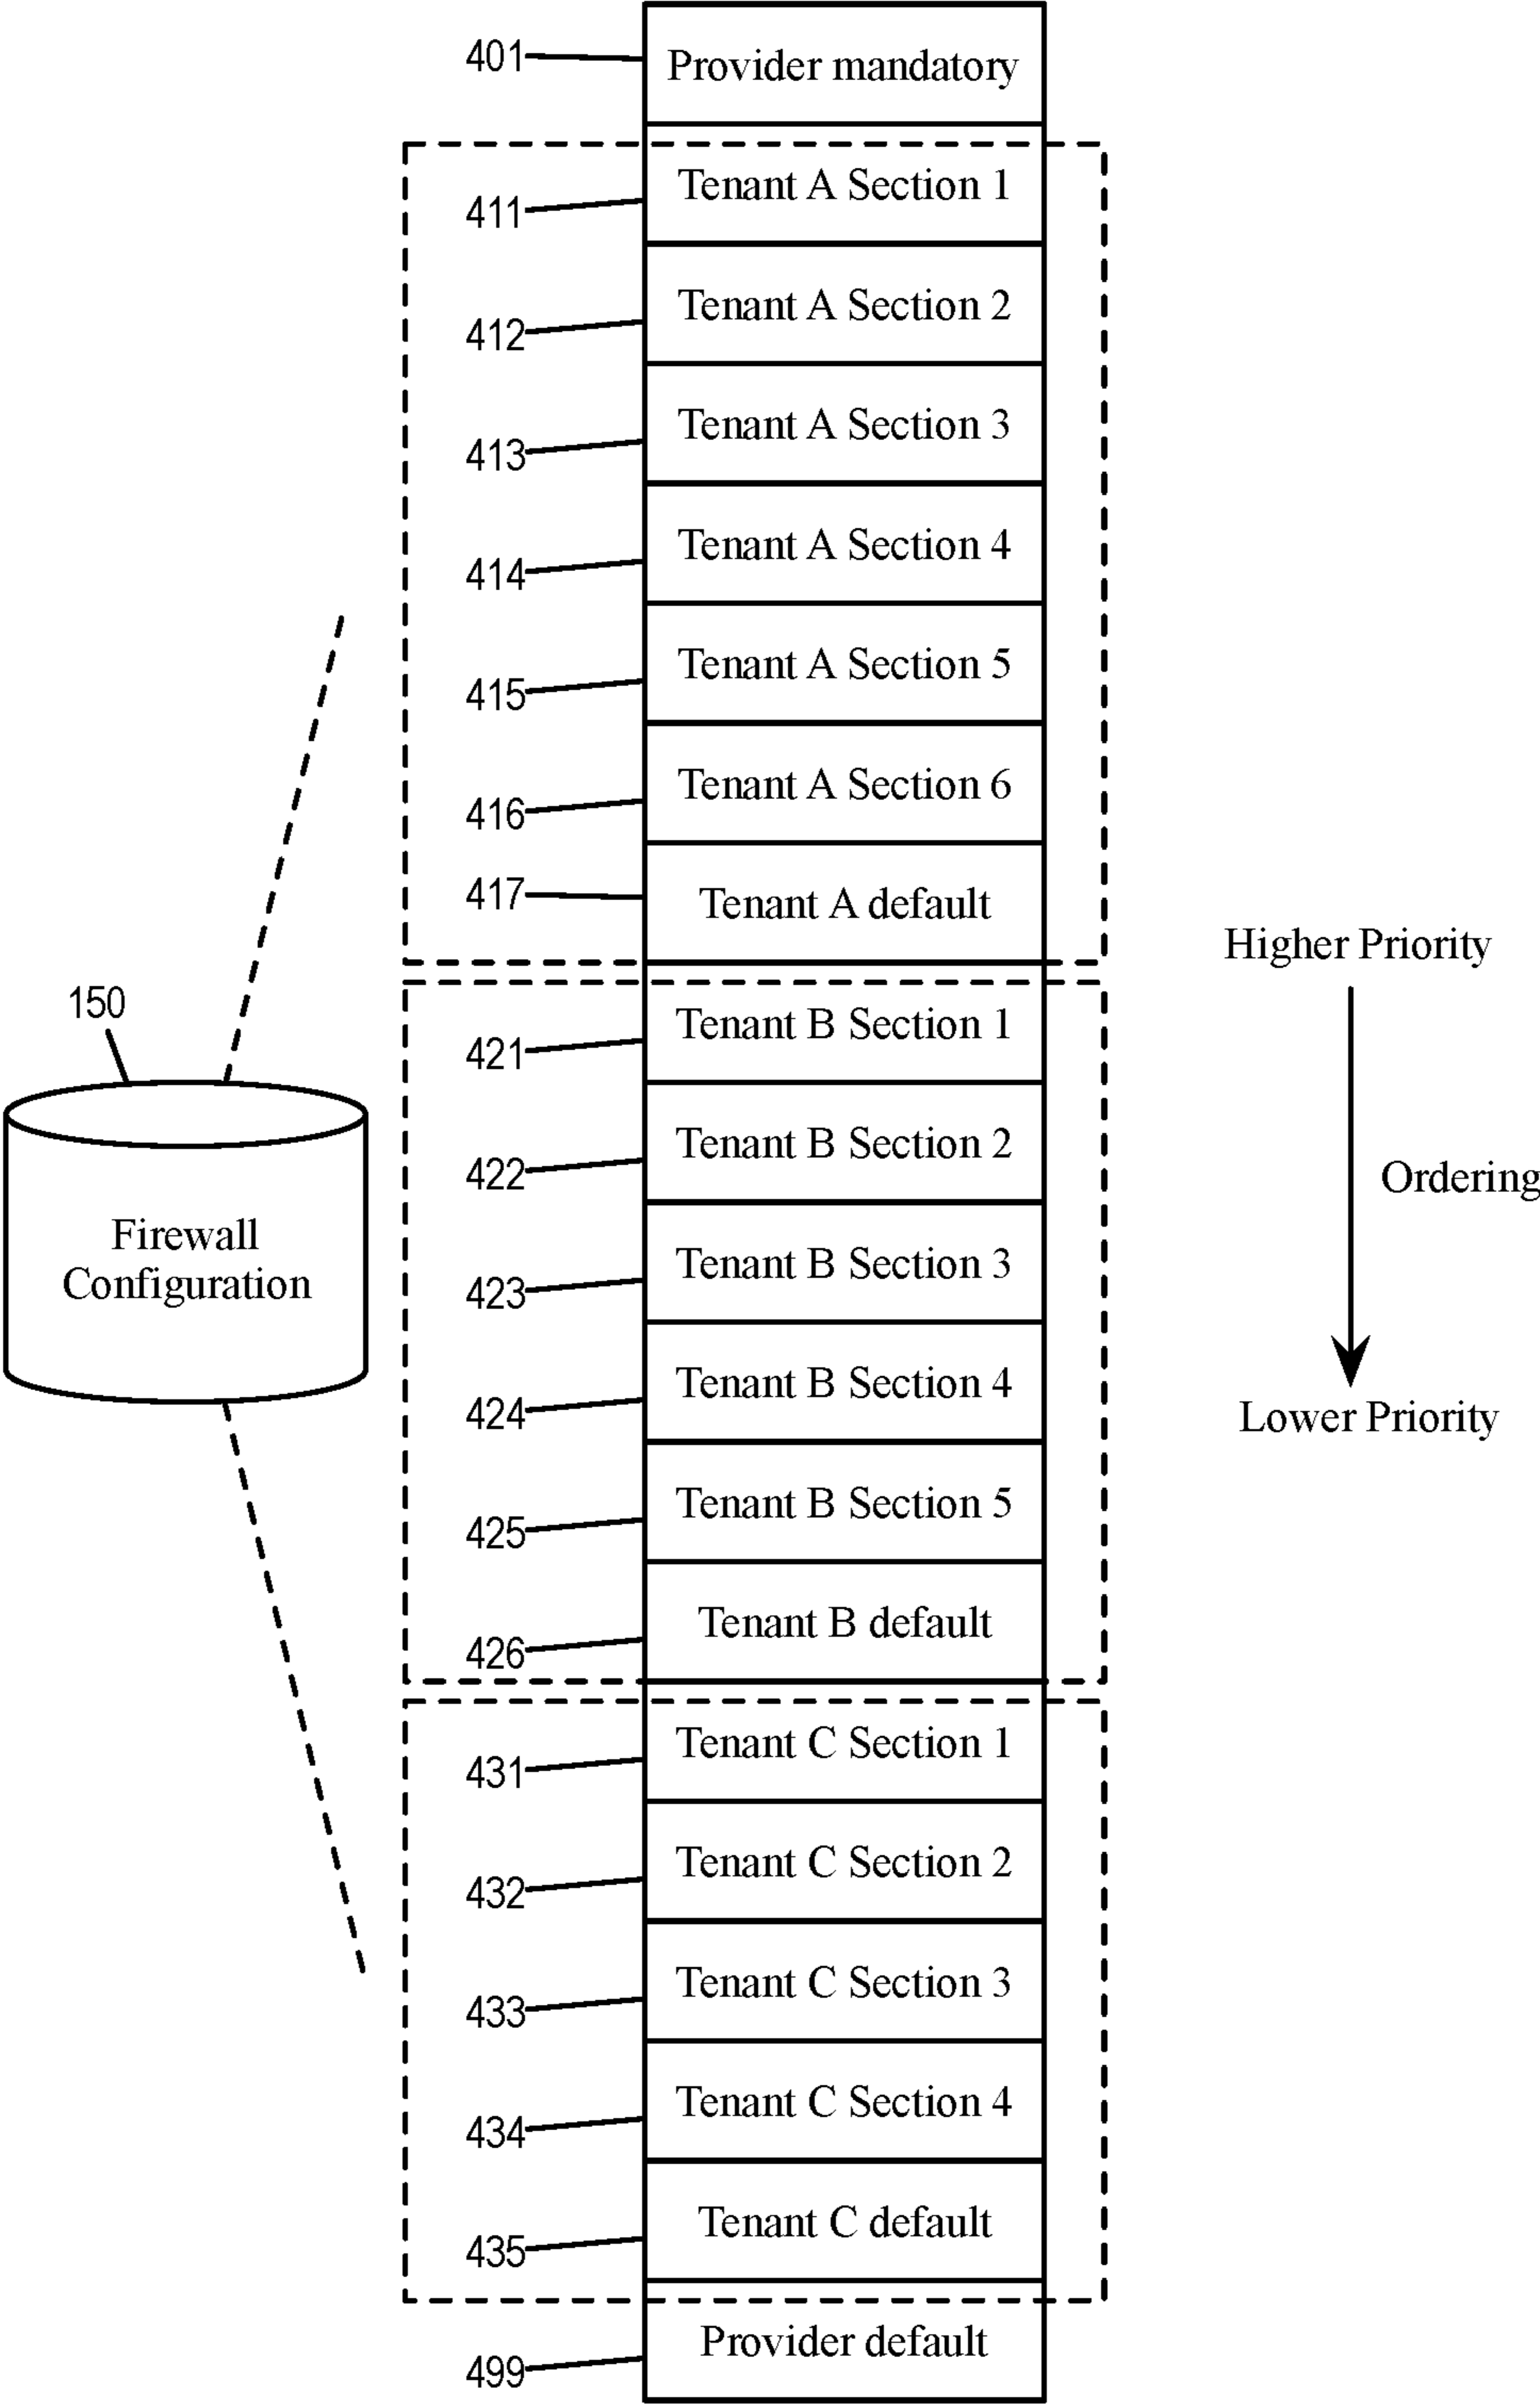 401
Provider mandatory
411
Tenant A Section 1
412
Tenant A Section 2
413
Tenant A Section 3
414
Tenant A Section 4
415
Tenant A Section 5
416
Tenant A Section 6
417
Tenant A default
421
Tenant B Section 1
422
Tenant B Section 2
423
Tenant B Section 3
424
Tenant B Section 4
425
Tenant B Section 5
426
Tenant B default
431
Tenant C Section 1
432
Tenant C Section 2
433
Tenant C Section 3
434
Tenant C Section 4
435
Tenant C default
499
Provider default
150
Firewall
Configuration
Higher Priority
Ordering
Lower Priority